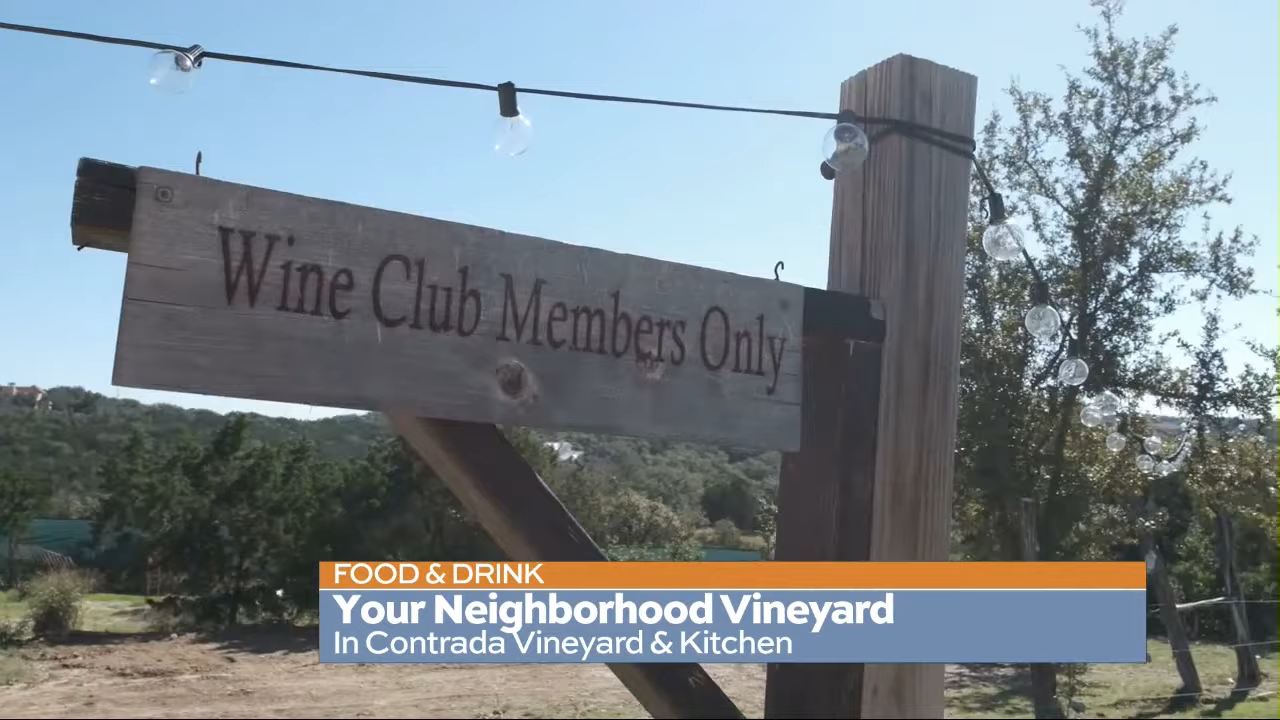 Wine Club Members Only
FOOD & DRINK
Your Neighborhood Vineyard
In Contrada Vineyard & Kitchen